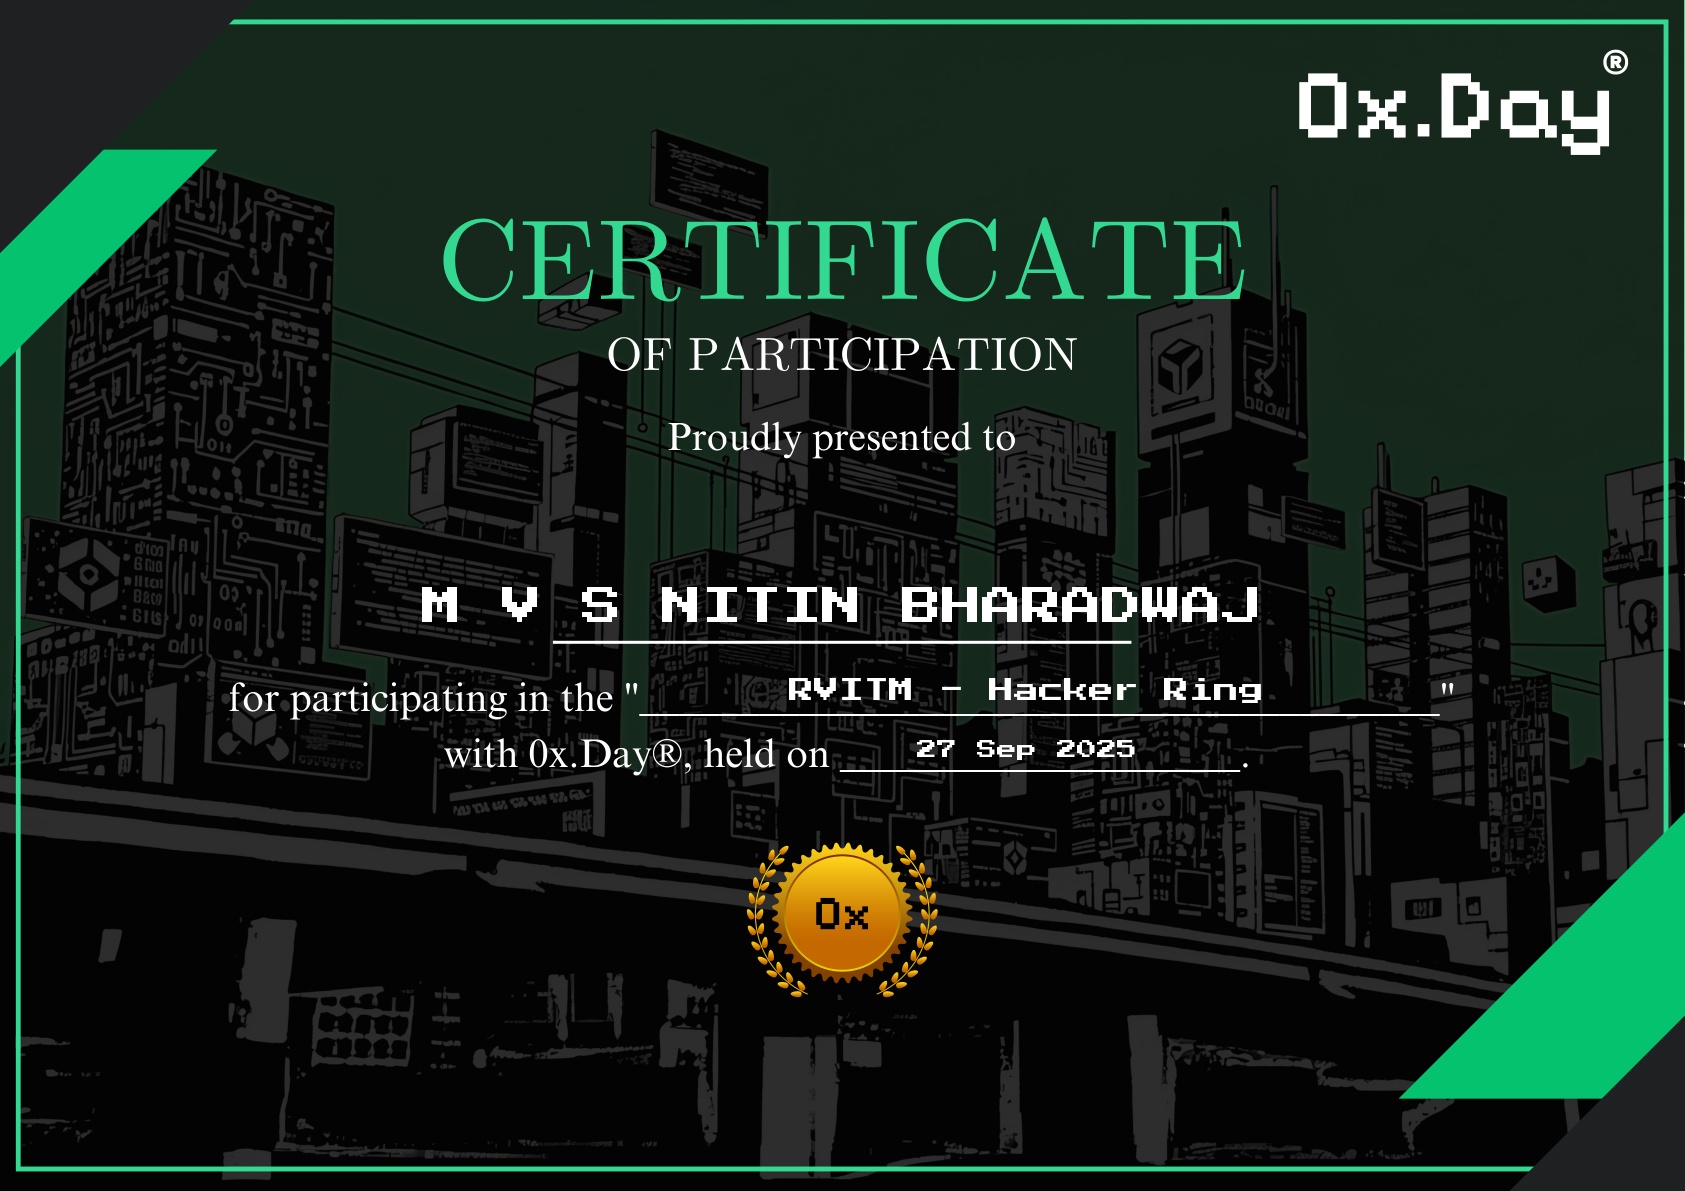 0x.Day®
CERTIFICATE
OF PARTICIPATION
Proudly presented to
M V S NITIN BHARADWAJ
for participating in the "RVITM - Hacker Ring"
with 0x.Day®, held on 27 Sep 2025.
0x